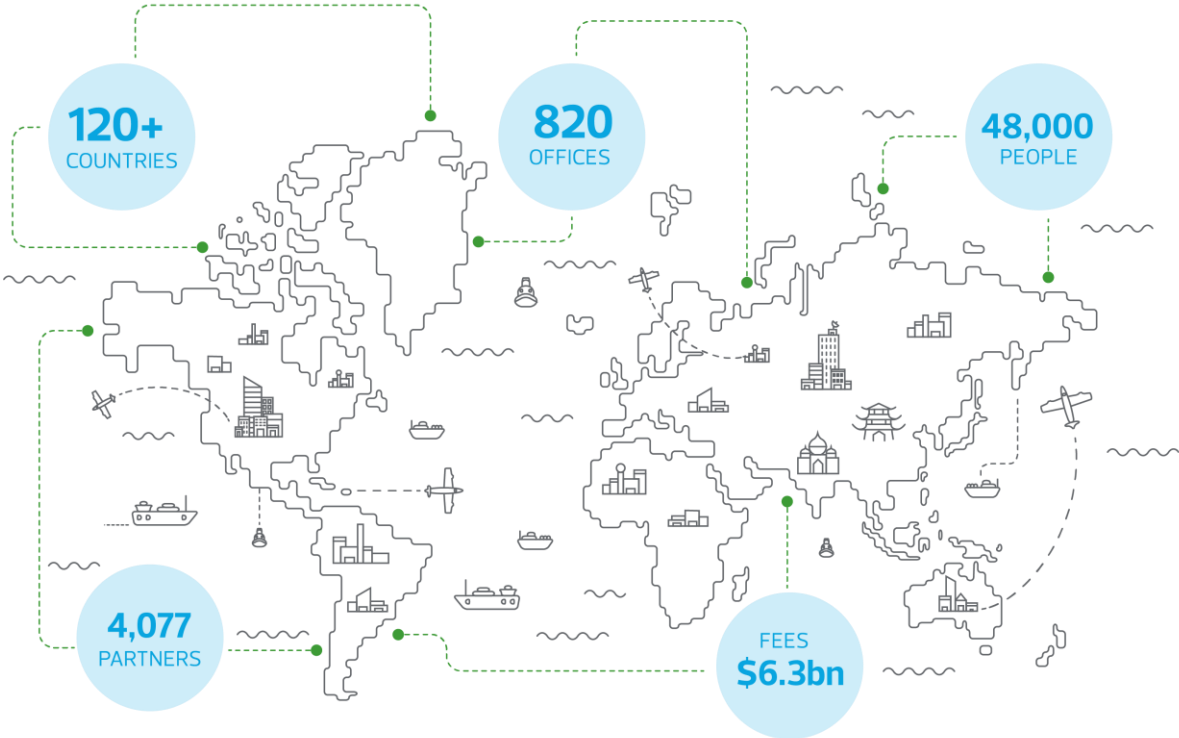 120+
COUNTRIES
820
OFFICES
48,000
PEOPLE
4,077
PARTNERS
FEES
$6.3bn